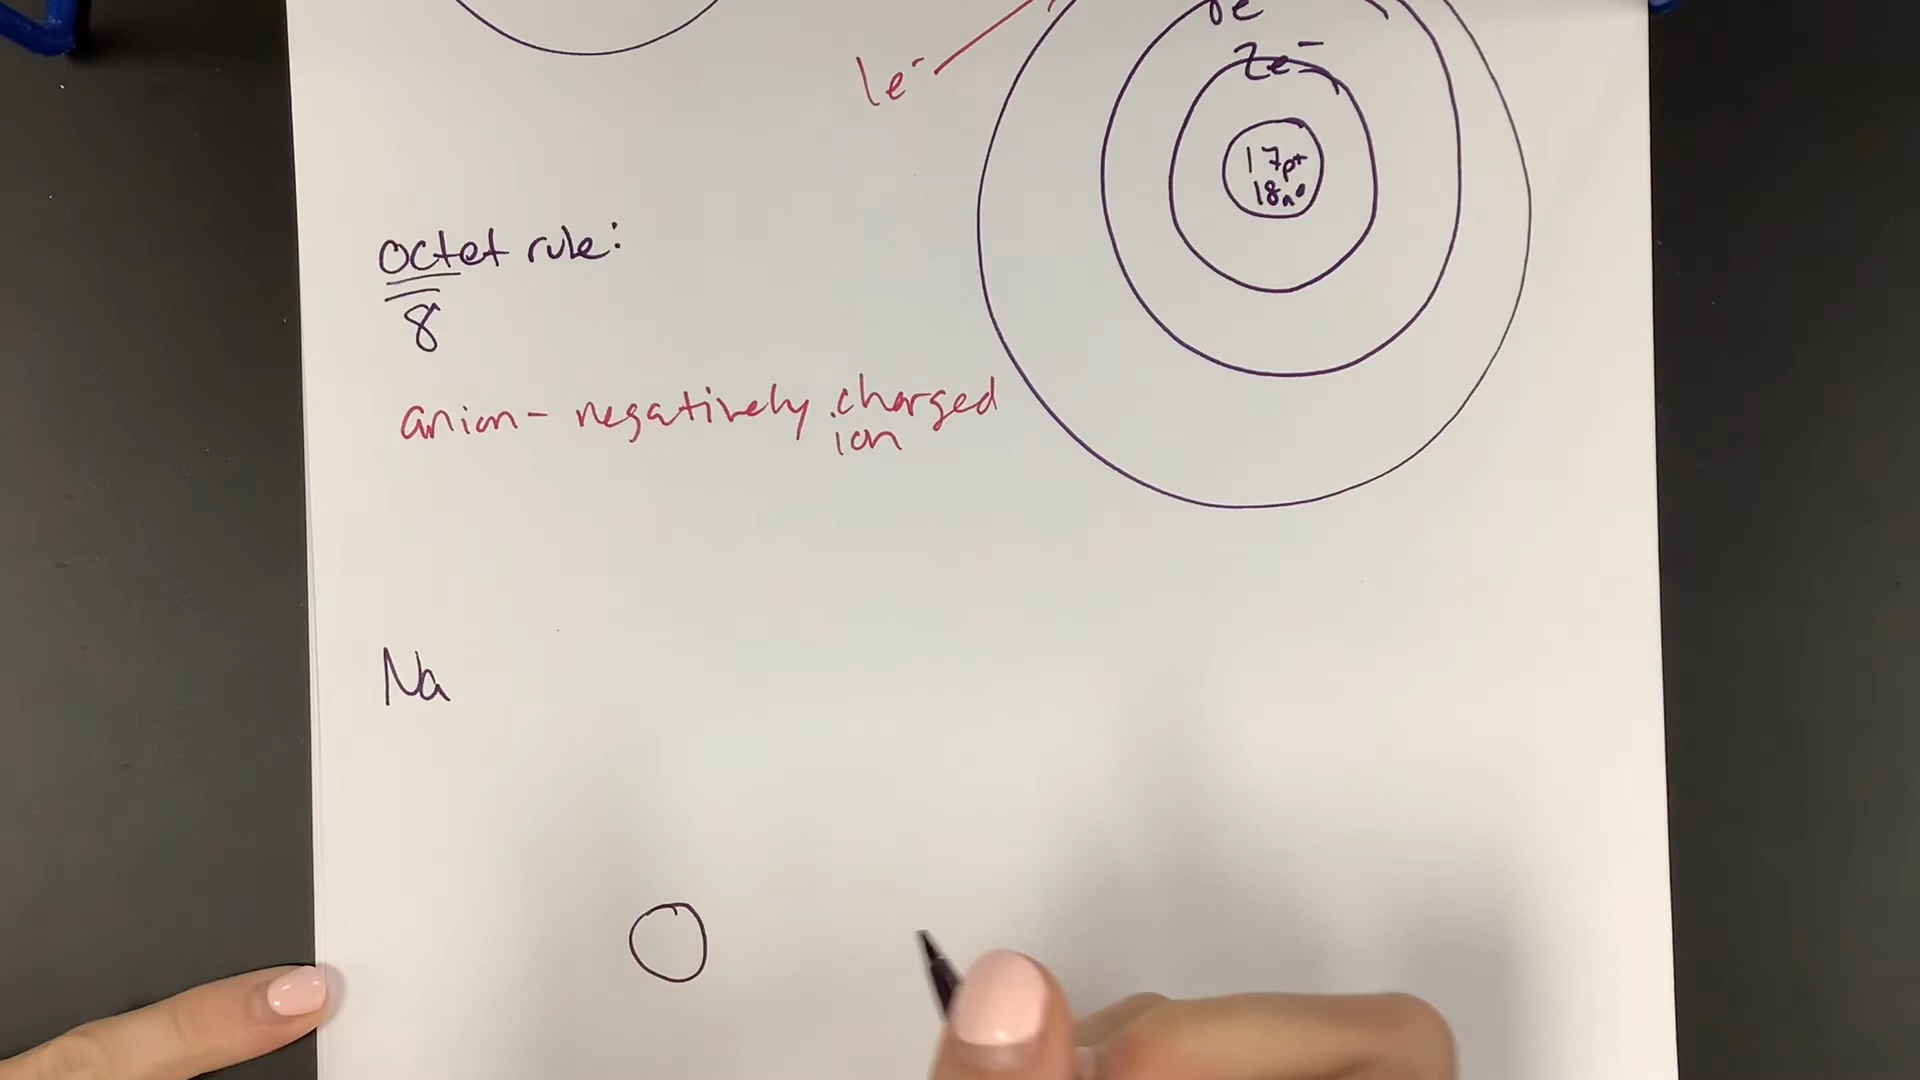 1e⁻
2e⁻
17p⁺
18n⁰
octet rule:
8
anion - negatively charged
ion
Na